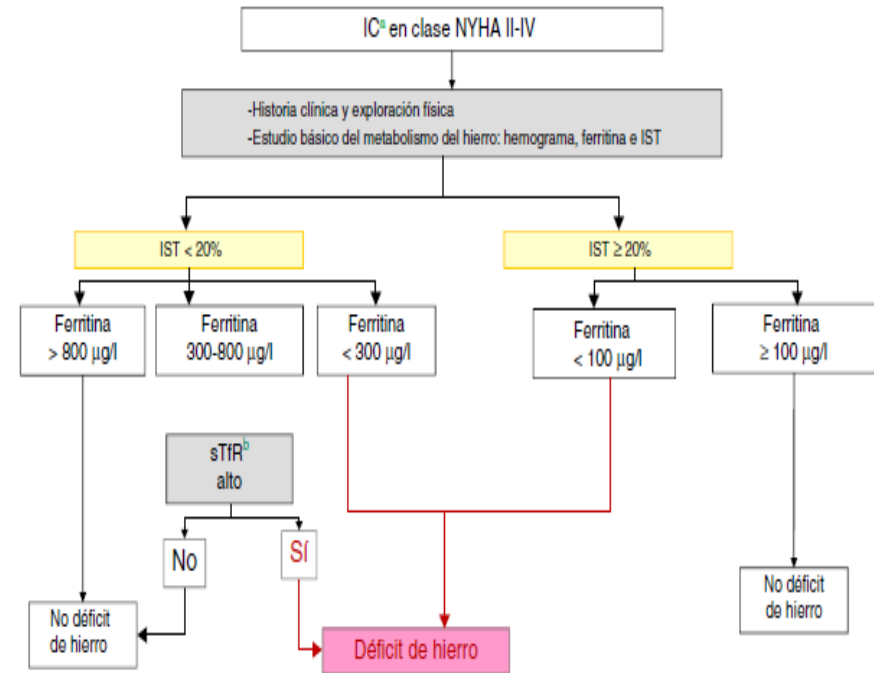 ICª en clase NYHA II-IV
-Historia clínica y exploración física
-Estudio básico del metabolismo del hierro: hemograma, ferritina e IST
IST < 20%
IST ≥ 20%
Ferritina
> 800 µg/l
Ferritina
300-800 µg/l
Ferritina
< 300 µg/l
Ferritina
< 100 µg/l
Ferritina
≥ 100 µg/l
sTfRᵇ
alto
No
Sí
No déficit
de hierro
Déficit de hierro
No déficit
de hierro